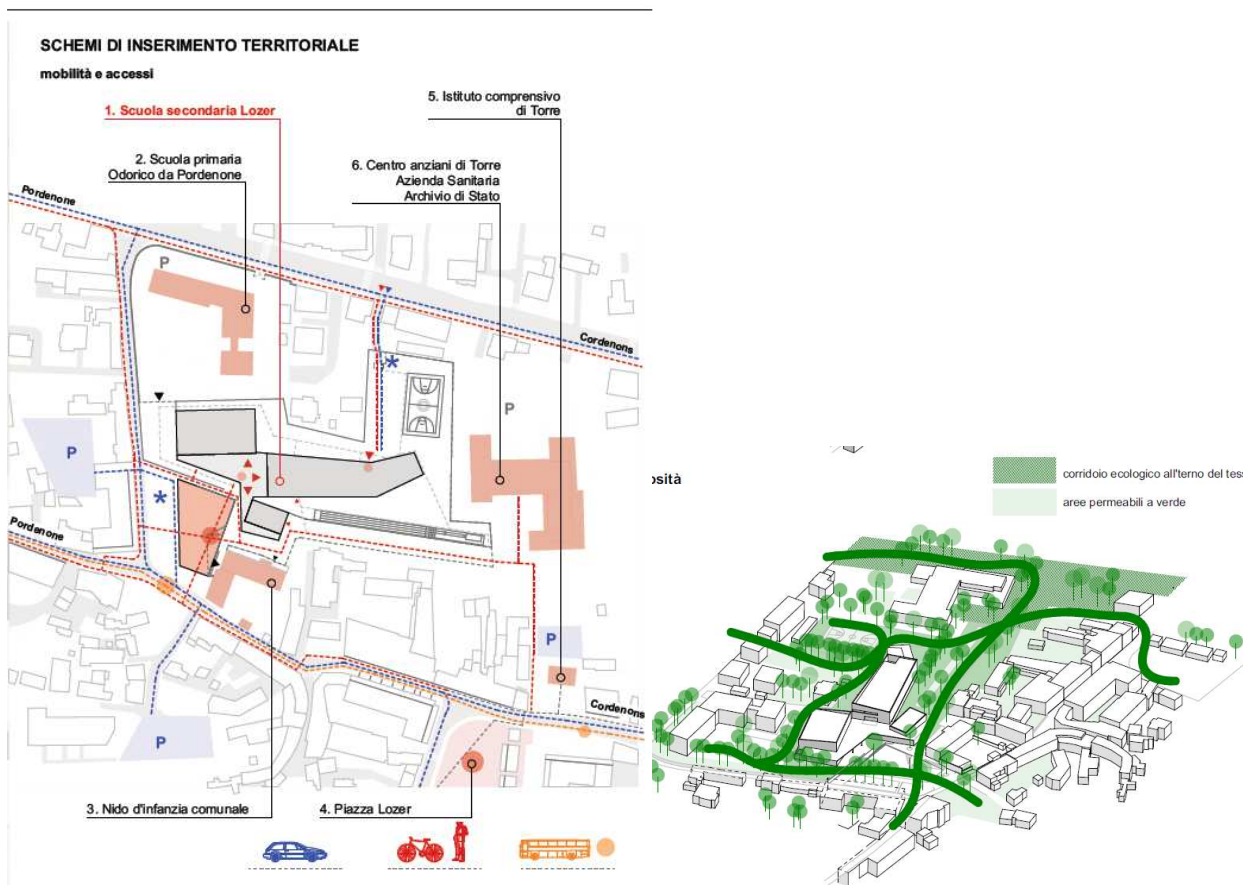 SCHEMI DI INSERIMENTO TERRITORIALE
mobilità e accessi
1. Scuola secondaria Lozer
5. Istituto comprensivo
di Torre
2. Scuola primaria
Odorico da Pordenone
6. Centro anziani di Torre
Azienda Sanitaria
Archivio di Stato
Pordenone
P
Cordenons
*
P
P
*
Pordenone
P
Cordenons
P
3. Nido d'infanzia comunale
4. Piazza Lozer
osità
corridoio ecologico all'terno del tess
aree permeabili a verde